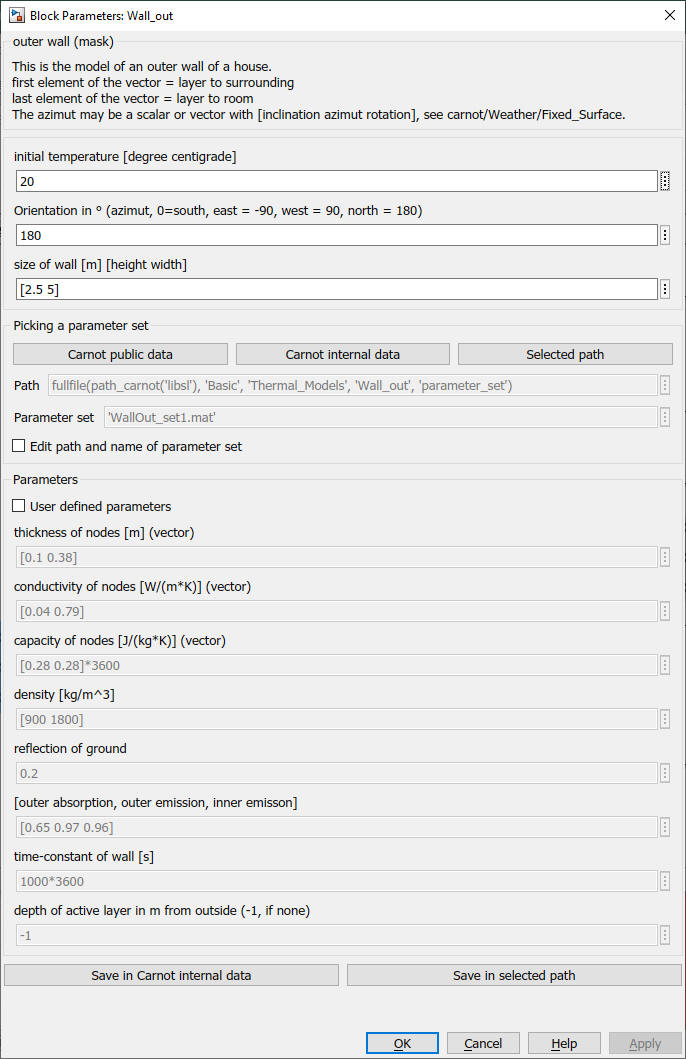 Block Parameters: Wall_out
outer wall (mask)
This is the model of an outer wall of a house.
first element of the vector = layer to surrounding
last element of the vector = layer to room
The azimut may be a scalar or vector with [inclination azimut rotation], see carnot/Weather/Fixed_Surface.
initial temperature [degree centigrade]
20
Orientation in ° (azimut, 0=south, east = -90, west = 90, north = 180)
180
size of wall [m] [height width]
[2.5 5]
Picking a parameter set
Carnot public data Carnot internal data Selected path
Path fullfile(path_carnot('libsl'), 'Basic', 'Thermal_Models', 'Wall_out', 'parameter_set')
Parameter set 'WallOut_set1.mat'
Edit path and name of parameter set
Parameters
User defined parameters
thickness of nodes [m] (vector)
[0.1 0.38]
conductivity of nodes [W/(m*K)] (vector)
[0.04 0.79]
capacity of nodes [J/(kg*K)] (vector)
[0.28 0.28]*3600
density [kg/m^3]
[900 1800]
reflection of ground
0.2
[outer absorption, outer emission, inner emisson]
[0.65 0.97 0.96]
time-constant of wall [s]
1000*3600
depth of active layer in m from outside (-1, if none)
-1
Save in Carnot internal data Save in selected path
OK Cancel Help Apply